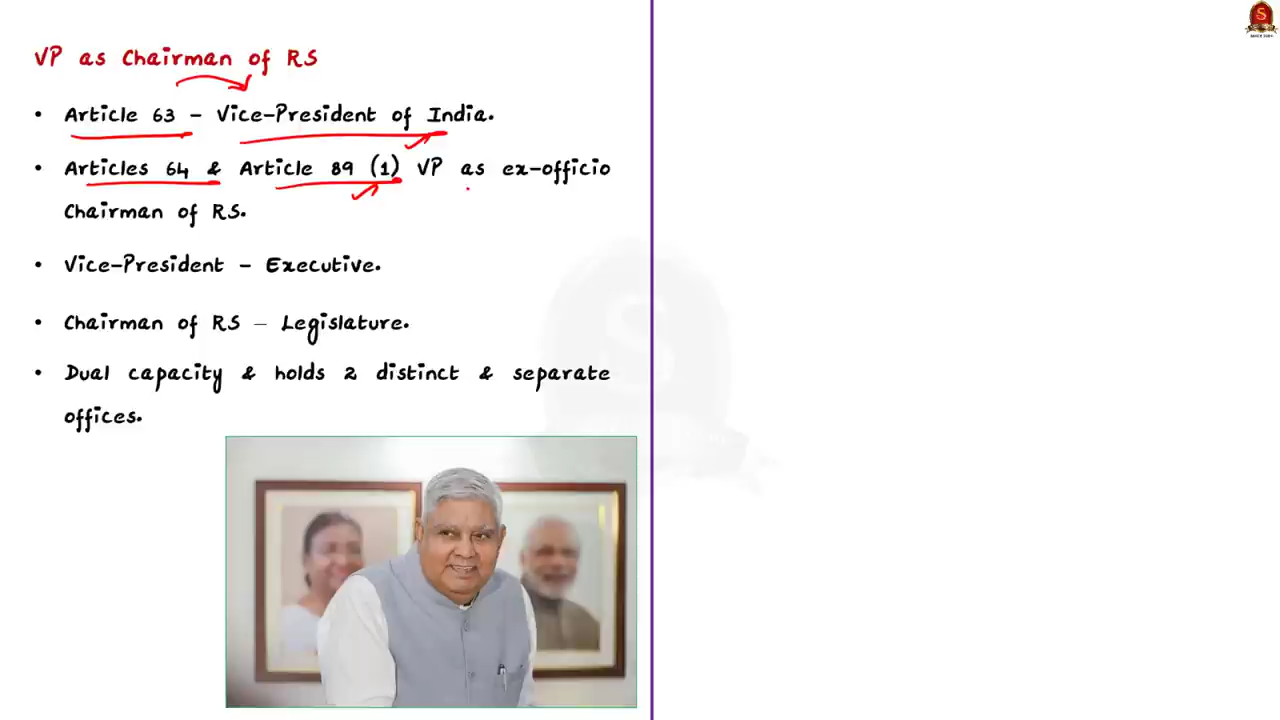 VP as Chairman of RS
• Article 63 - Vice-President of India.
• Articles 64 & Article 89 (1) VP as ex-officio
Chairman of RS.
• Vice-President - Executive.
• Chairman of RS – Legislature.
• Dual capacity & holds 2 distinct & separate
offices.
S